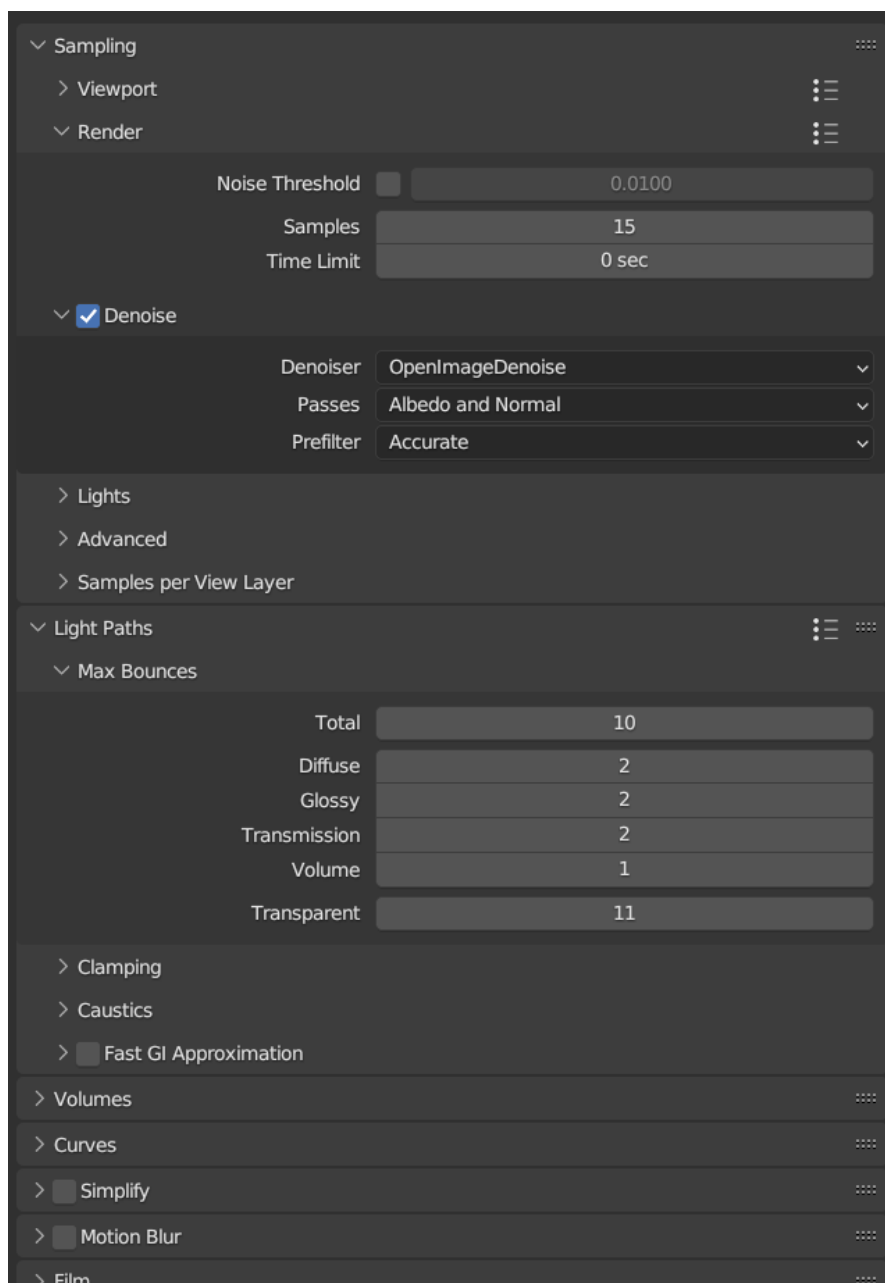 Sampling
Viewport
Render
Noise Threshold 0.0100
Samples 15
Time Limit 0 sec
Denoise
Denoiser OpenImageDenoise
Passes Albedo and Normal
Prefilter Accurate
Lights
Advanced
Samples per View Layer
Light Paths
Max Bounces
Total 10
Diffuse 2
Glossy 2
Transmission 2
Volume 1
Transparent 11
Clamping
Caustics
Fast GI Approximation
Volumes
Curves
Simplify
Motion Blur
Film